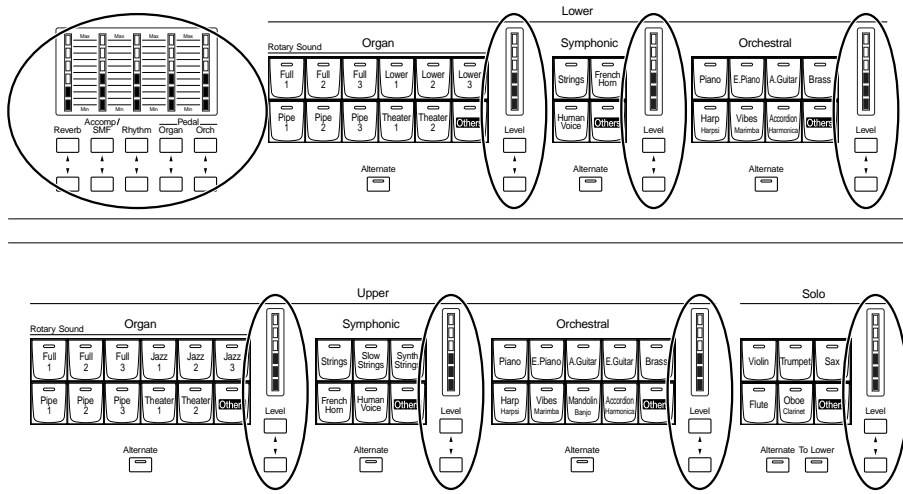 Lower
Max Max Max Max
Min Min Min Min
Accomp/ Pedal
Reverb SMF Rhythm Organ Orch
Rotary Sound Organ
Full 1 Full 2 Full 3 Lower 1 Lower 2 Lower 3
Pipe 1 Pipe 2 Pipe 3 Theater 1 Theater 2 Others
Alternate
Level
Symphonic
Strings French Horn
Human Voice Others
Alternate
Level
Orchestral
Piano E.Piano A.Guitar Brass
Harp Harpsi Vibes Marimba Accordion Harmonica Others
Alternate
Level
Upper
Rotary Sound Organ
Full 1 Full 2 Full 3 Jazz 1 Jazz 2 Jazz 3
Pipe 1 Pipe 2 Pipe 3 Theater 1 Theater 2 Others
Alternate
Level
Symphonic
Strings Slow Strings Synth Strings
French Horn Human Voice Others
Alternate
Level
Orchestral
Piano E.Piano A.Guitar E.Guitar Brass
Harp Harpsi Vibes Marimba Mandolin Banjo Accordion Harmonica Others
Alternate
Level
Solo
Violin Trumpet Sax
Flute Oboe Clarinet Others
Alternate To Lower
Level